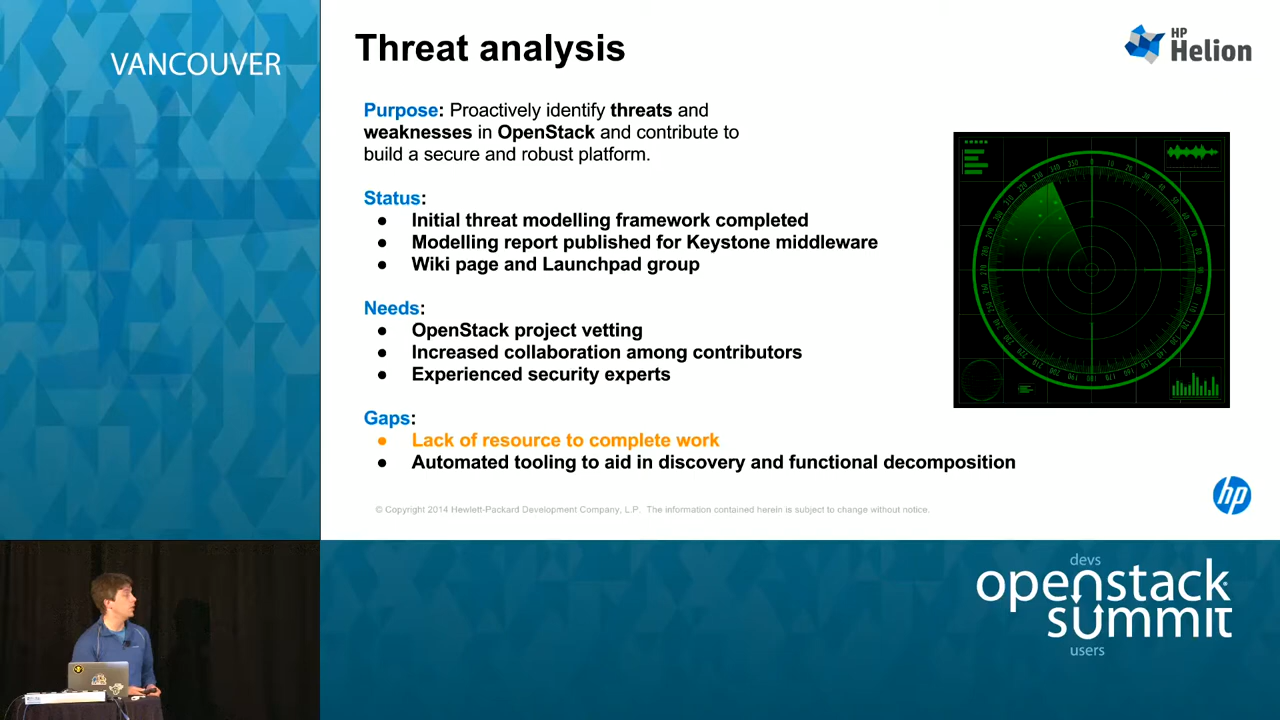 VANCOUVER
Threat analysis
HP
Helion
Purpose: Proactively identify threats and
weaknesses in OpenStack and contribute to
build a secure and robust platform.
Status:
● Initial threat modelling framework completed
● Modelling report published for Keystone middleware
● Wiki page and Launchpad group
Needs:
● OpenStack project vetting
● Increased collaboration among contributors
● Experienced security experts
Gaps:
● Lack of resource to complete work
● Automated tooling to aid in discovery and functional decomposition
© Copyright 2014 Hewlett-Packard Development Company, L.P. The information contained herein is subject to change without notice.
hp
devs
openstack
summit
users